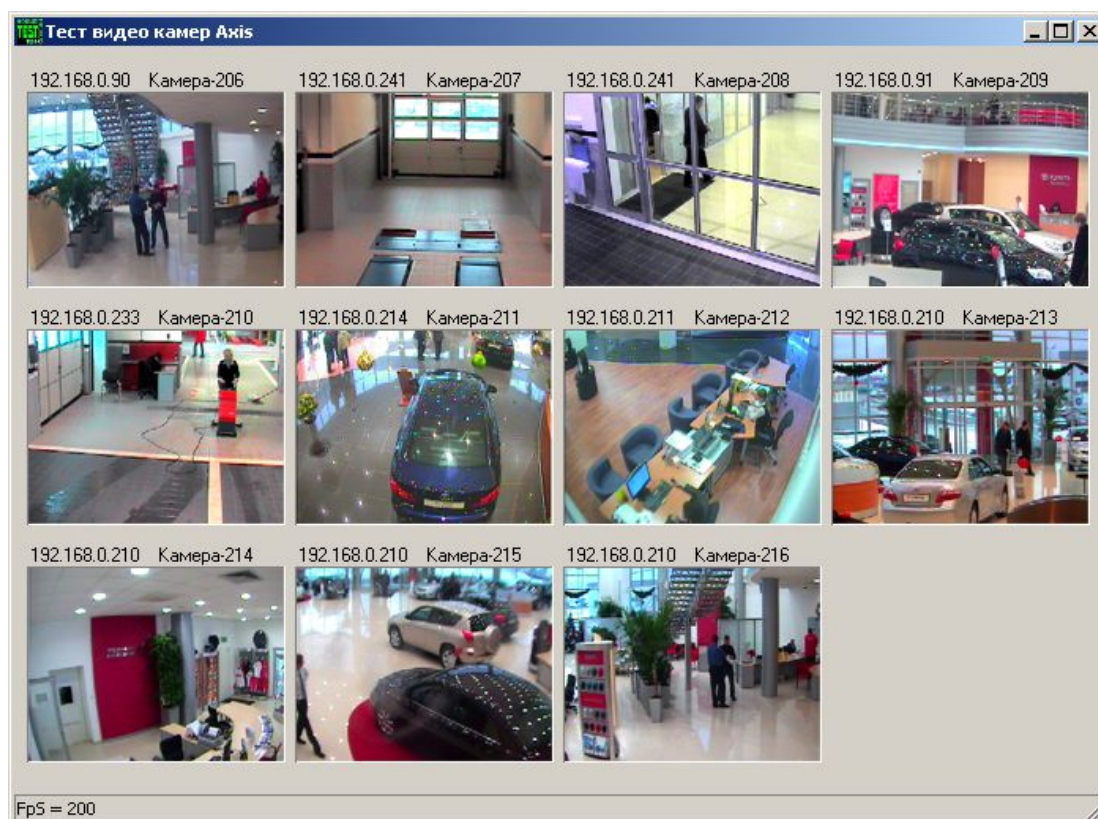 Тест видео камер Axis
192.168.0.90 Камера-206
192.168.0.241 Камера-207
192.168.0.241 Камера-208
192.168.0.91 Камера-209
192.168.0.233 Камера-210
192.168.0.214 Камера-211
192.168.0.211 Камера-212
192.168.0.210 Камера-213
192.168.0.210 Камера-214
192.168.0.210 Камера-215
192.168.0.210 Камера-216
FpS = 200